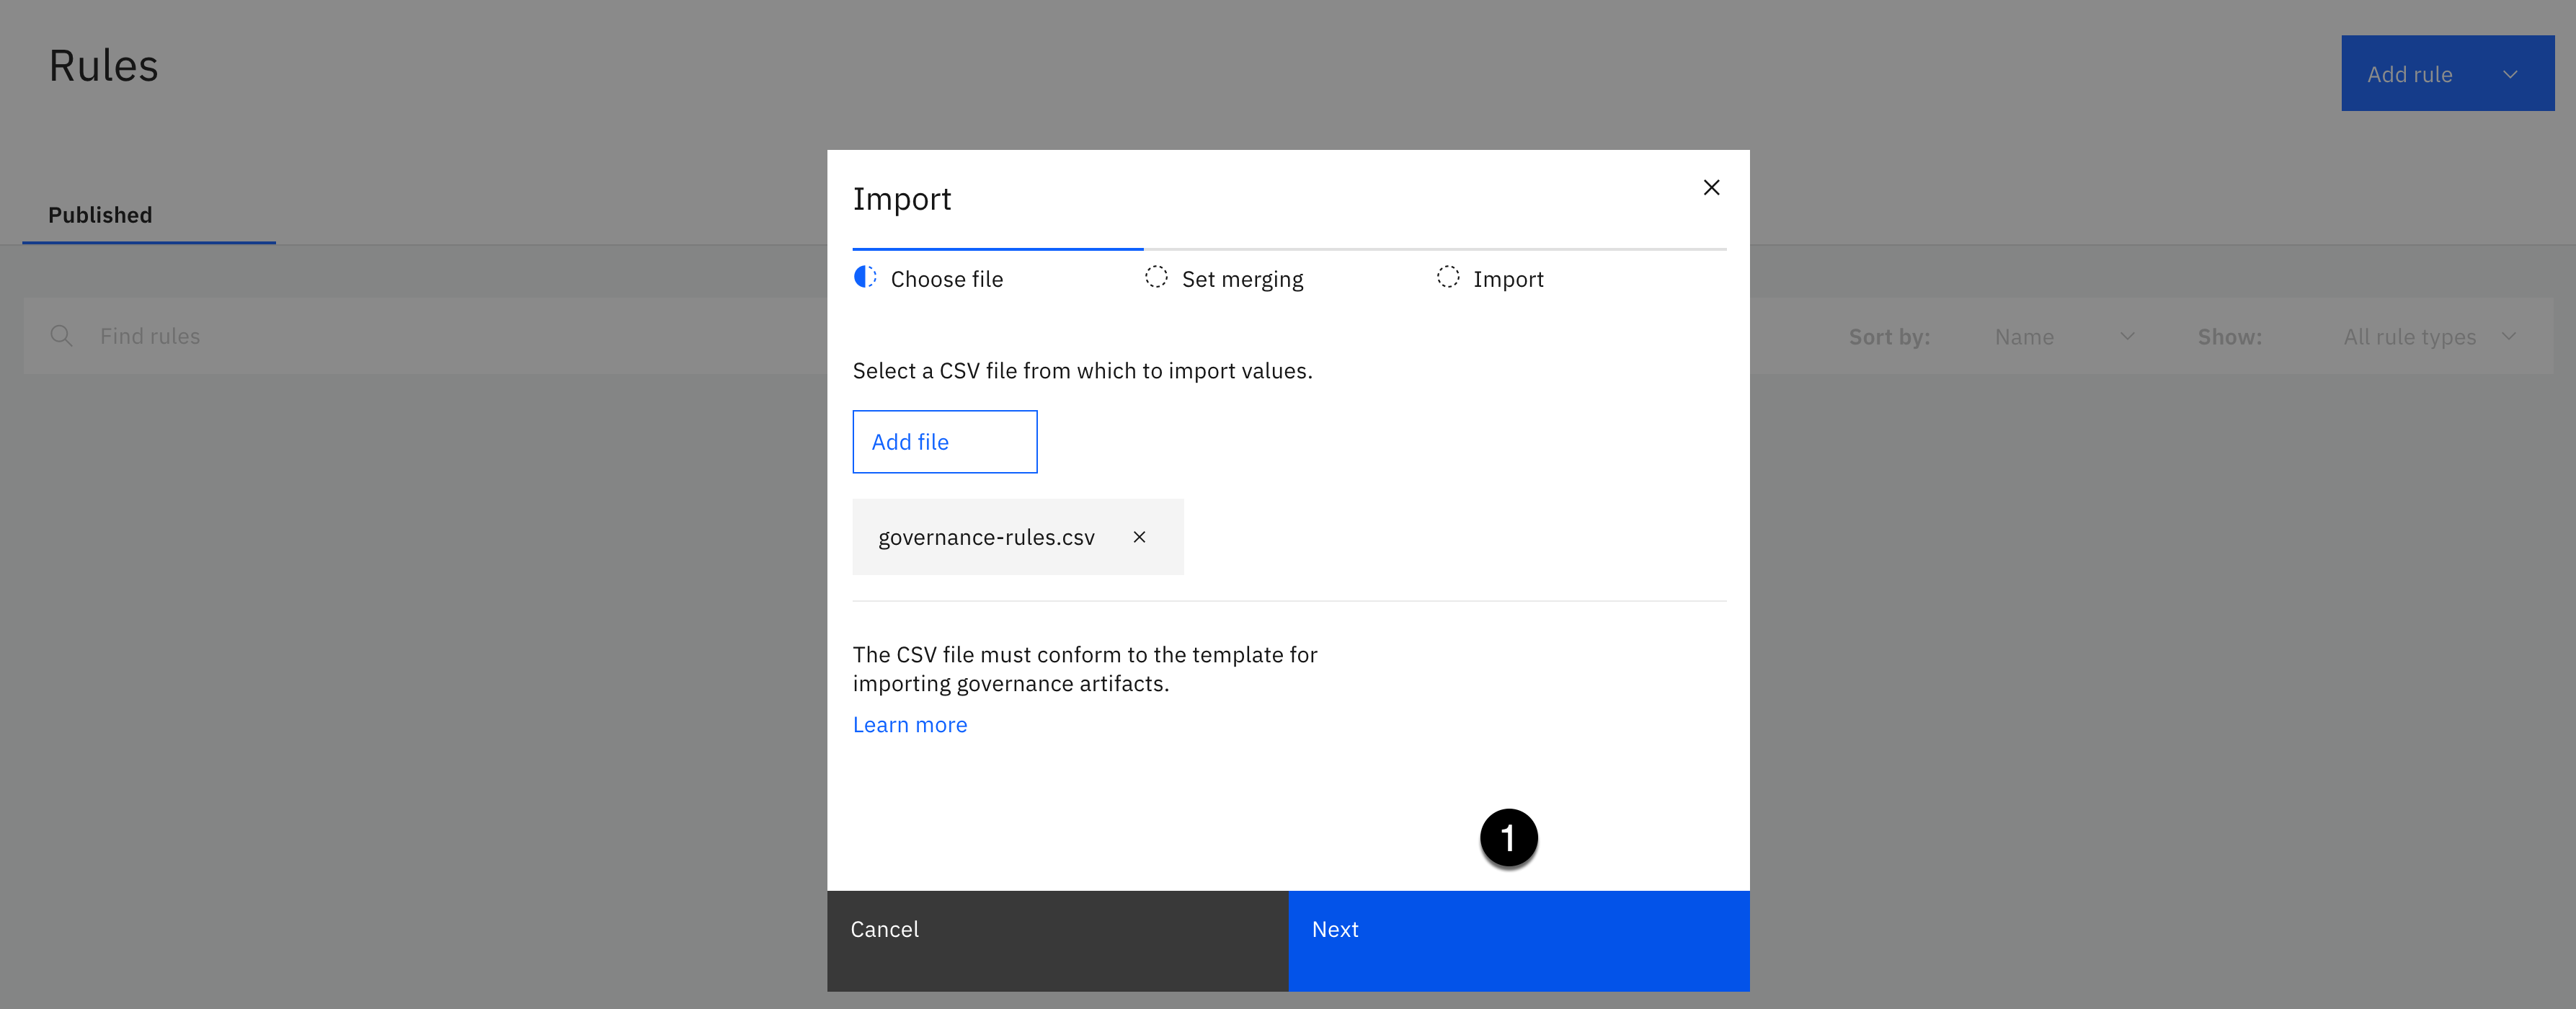 Rules
Add rule
Published
Find rules
Sort by: Name Show: All rule types
Import
Choose file Set merging Import
Select a CSV file from which to import values.
Add file
governance-rules.csv
The CSV file must conform to the template for
importing governance artifacts.
Learn more
1
Cancel Next